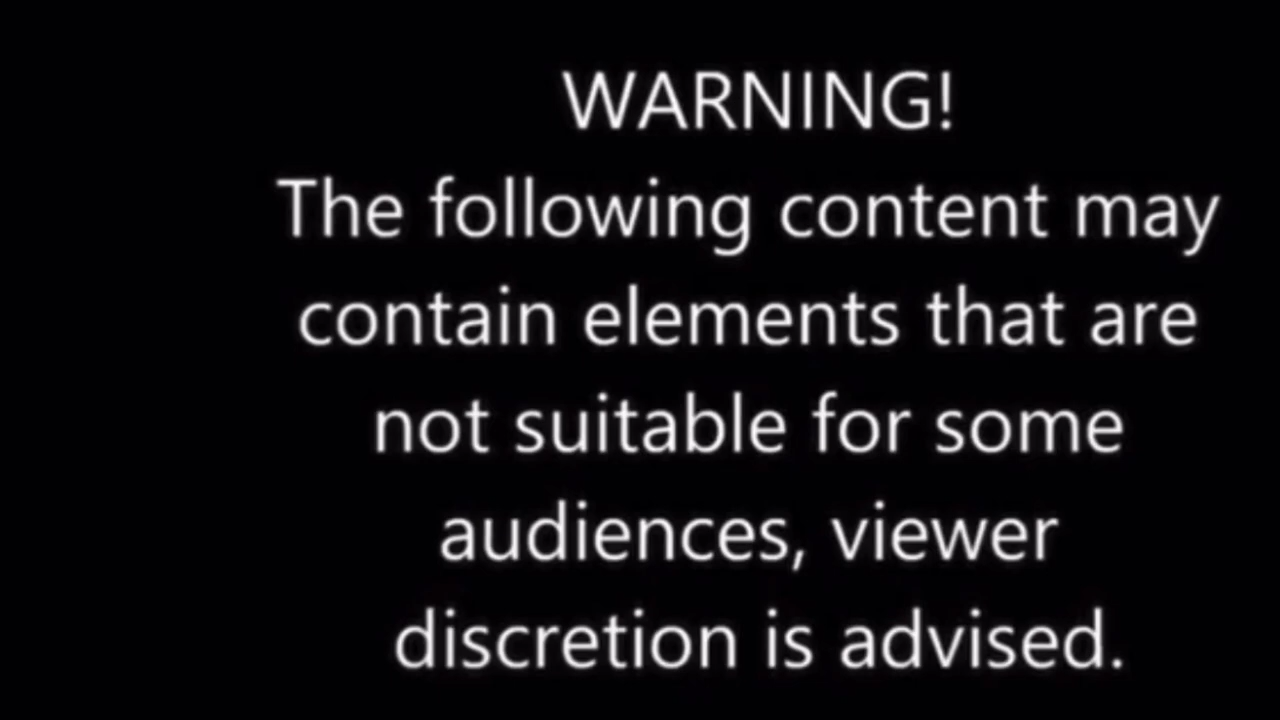 WARNING!
The following content may
contain elements that are
not suitable for some
audiences, viewer
discretion is advised.